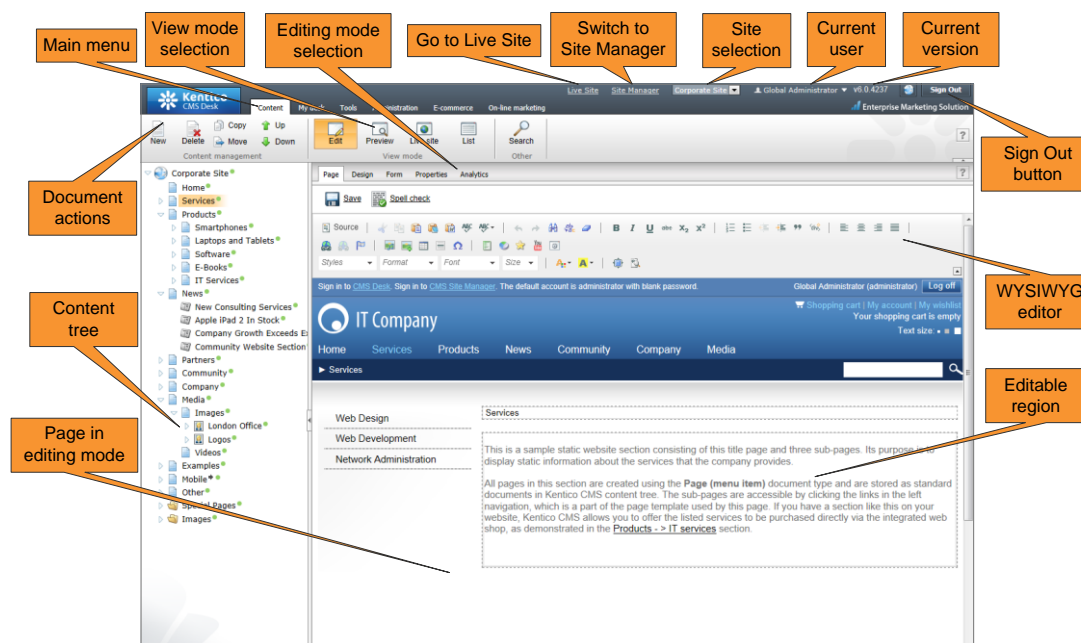 Main menu
View mode
selection
Editing mode
selection
Go to Live Site
Switch to
Site Manager
Site
selection
Current
user
Current
version
Kentico
CMS Desk
Live Site Site Manager Corporate Site Global Administrator v6.0.4237 Sign Out
Content Tools E-commerce On-line marketing
Enterprise Marketing Solution
New Delete Copy Move Up Down
Edit Preview List Search
Content management View mode Other
?
Sign Out
button
Document
actions
Content
tree
Page in
editing mode
WYSIWYG
editor
Editable
region
Corporate Site
Home
Services
Products
Smartphones
Laptops and Tablets
Software
E-Books
IT Services
News
New Consulting Services
Apple iPad 2 In Stock
Company Growth Exceeds
Community Website Section
Partners
Community
Company
Media
Images
London Office
Logos
Videos
Examples
Mobile
Other
Special Pages
Images
Page Design Form Properties Analytics
?
Save Spell check
Source B I U abc X₂ X²
Styles Format Font Size A A
Sign in to CMS Desk. Sign in to CMS Site Manager. The default account is administrator with blank password. Global Administrator (administrator) Log off
Shopping cart | My account | My wishlist
Your shopping cart is empty
Text size:
IT Company
Home Services Products News Community Company Media
Services
Web Design
Web Development
Network Administration
Services
This is a sample static website section consisting of this title page and three sub-pages. Its purpose is to
display static information about the services that the company provides.
All pages in this section are created using the Page (menu item) document type and are stored as standard
documents in Kentico CMS content tree. The sub-pages are accessible by clicking the links in the left
navigation, which is a part of the page template used by this page. If you have a section like this on your
website, Kentico CMS allows you to offer the listed services to be purchased directly via the integrated web
shop, as demonstrated in the Products - > IT services section.